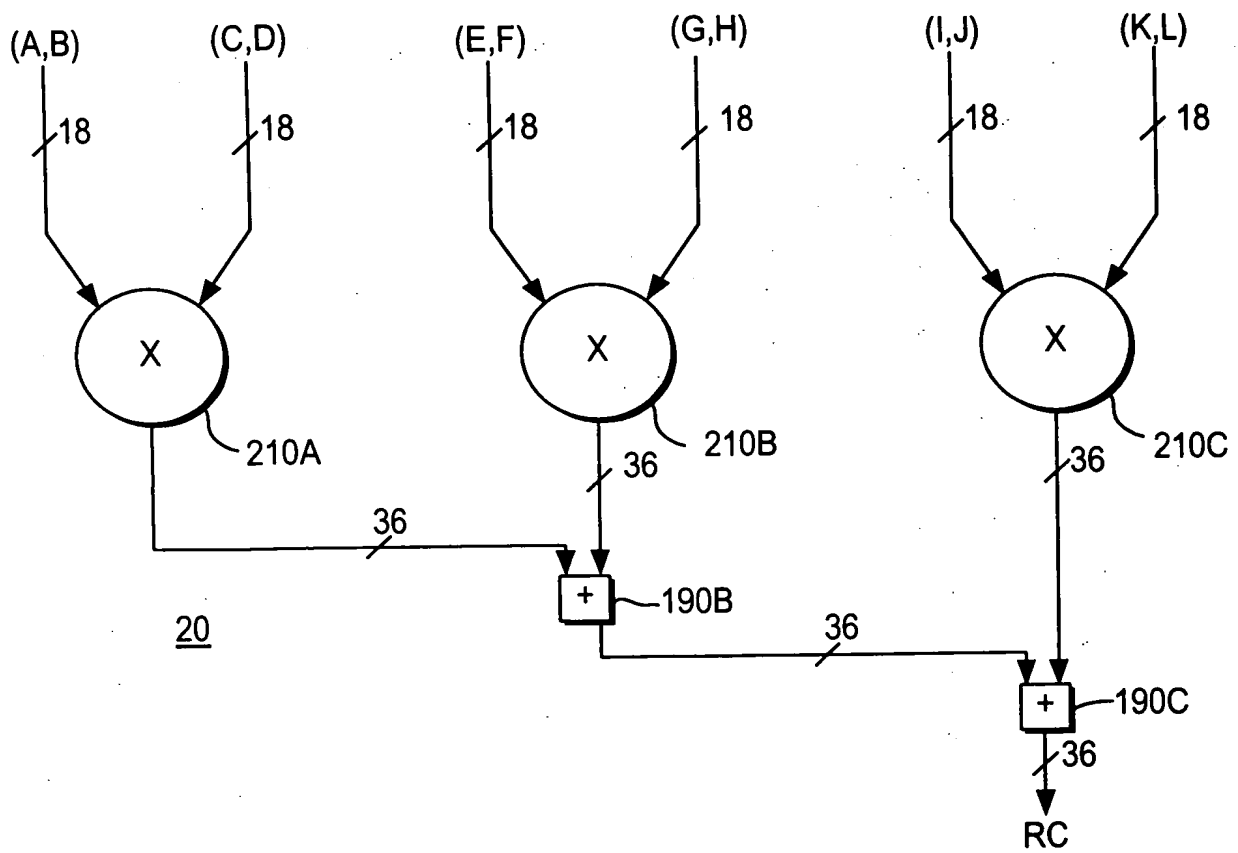 (A,B)
(C,D)
(E,F)
(G,H)
(I,J)
(K,L)
18
18
18
18
18
18
X
X
X
210A
210B
210C
36
36
36
+
190B
20
36
+
190C
36
RC